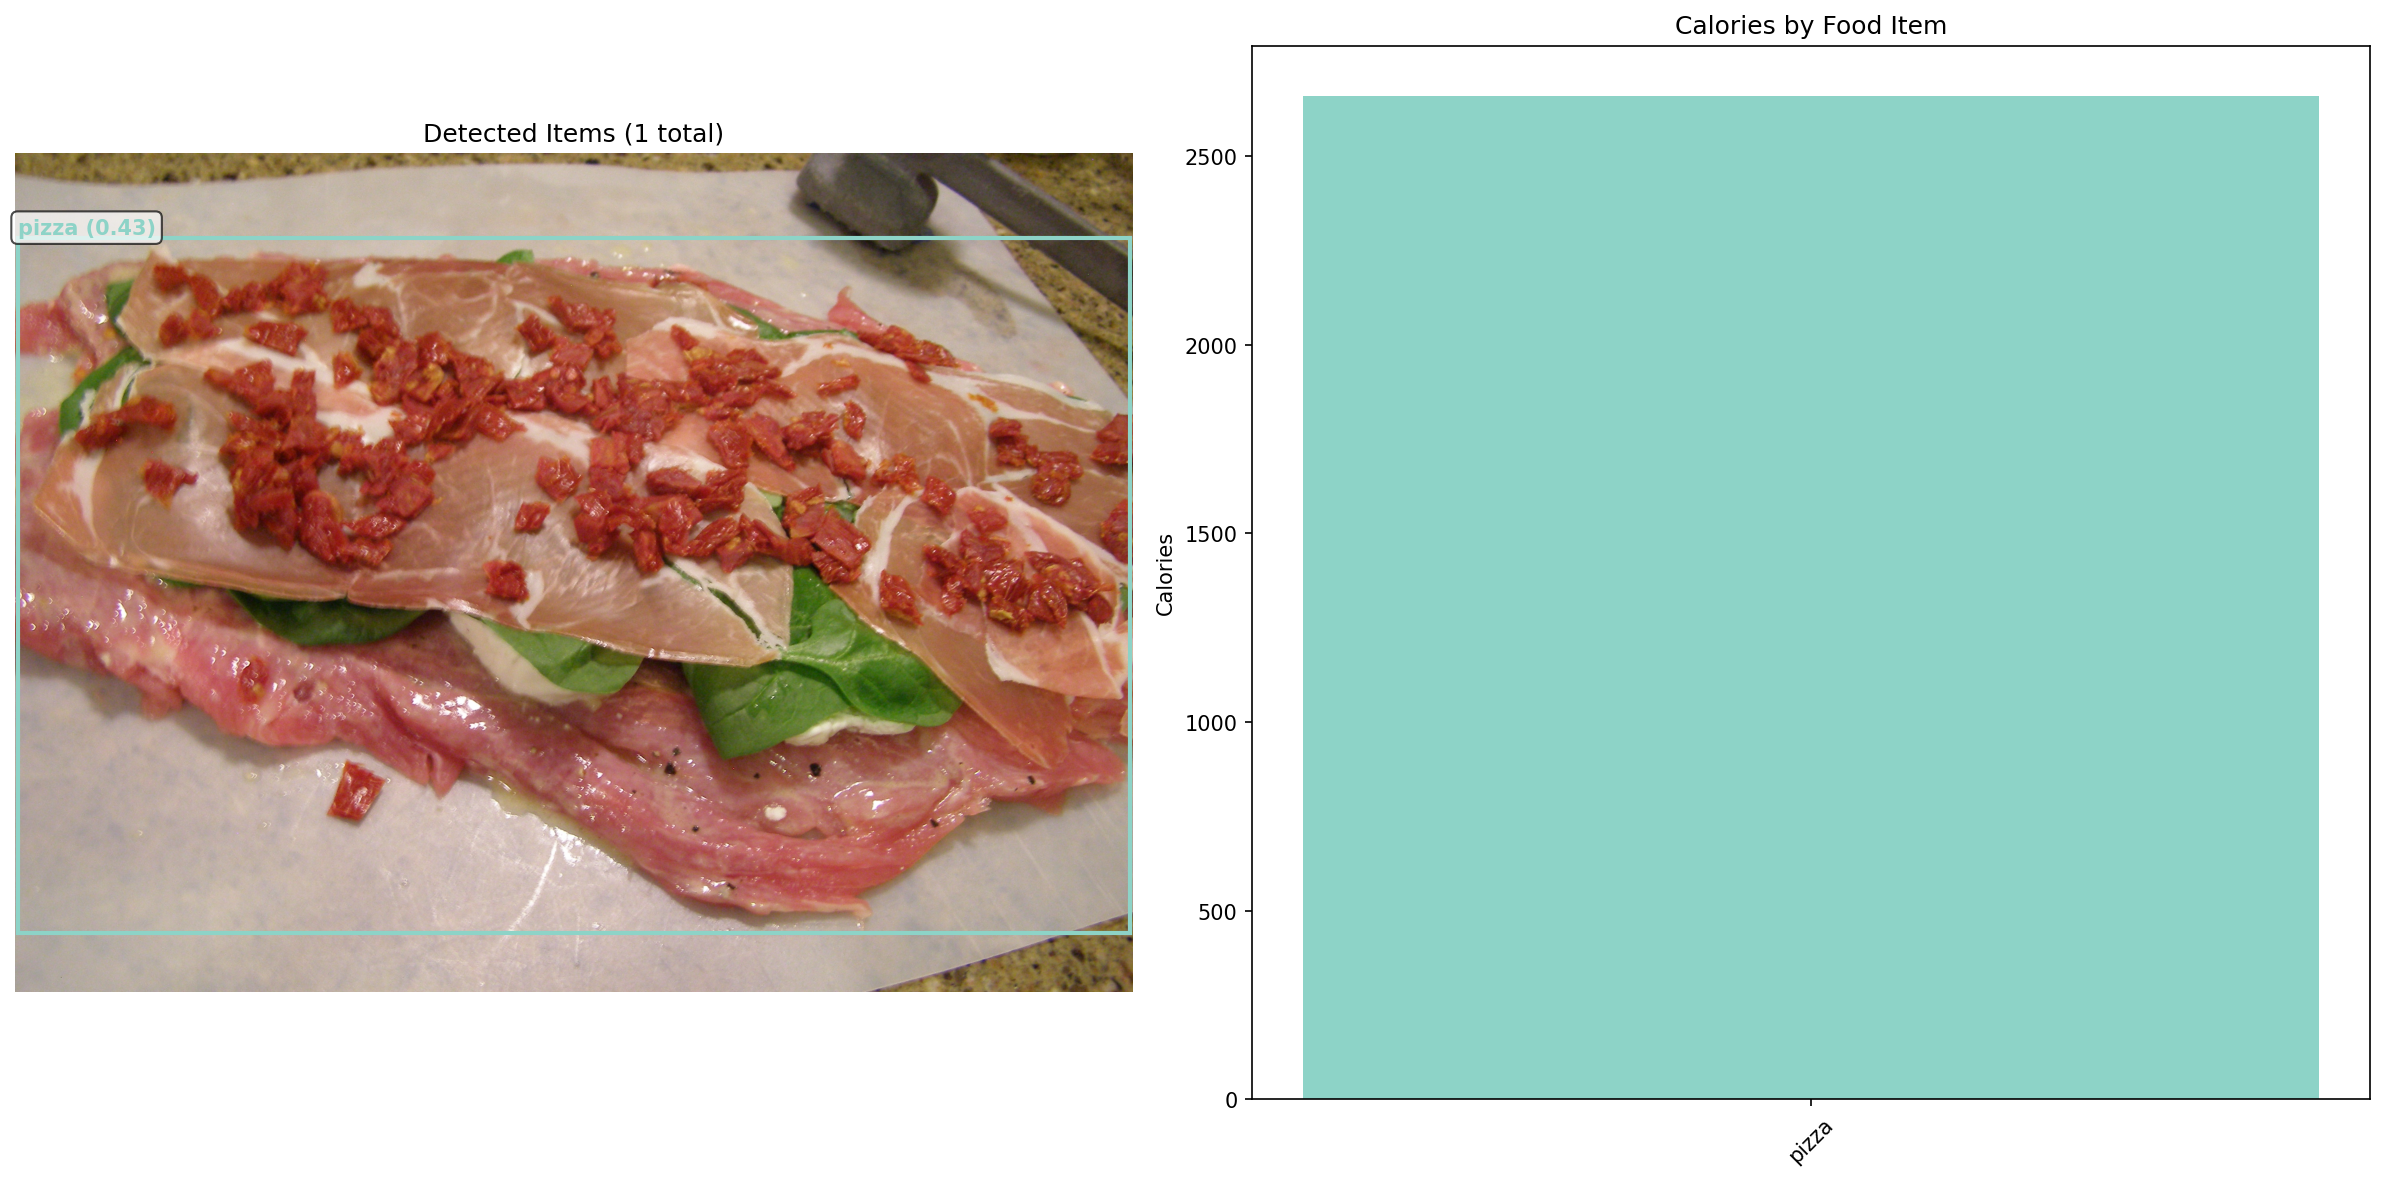 Detected Items (1 total)
pizza (0.43)
Calories by Food Item
Calories
2500
2000
1500
1000
500
0
pizza